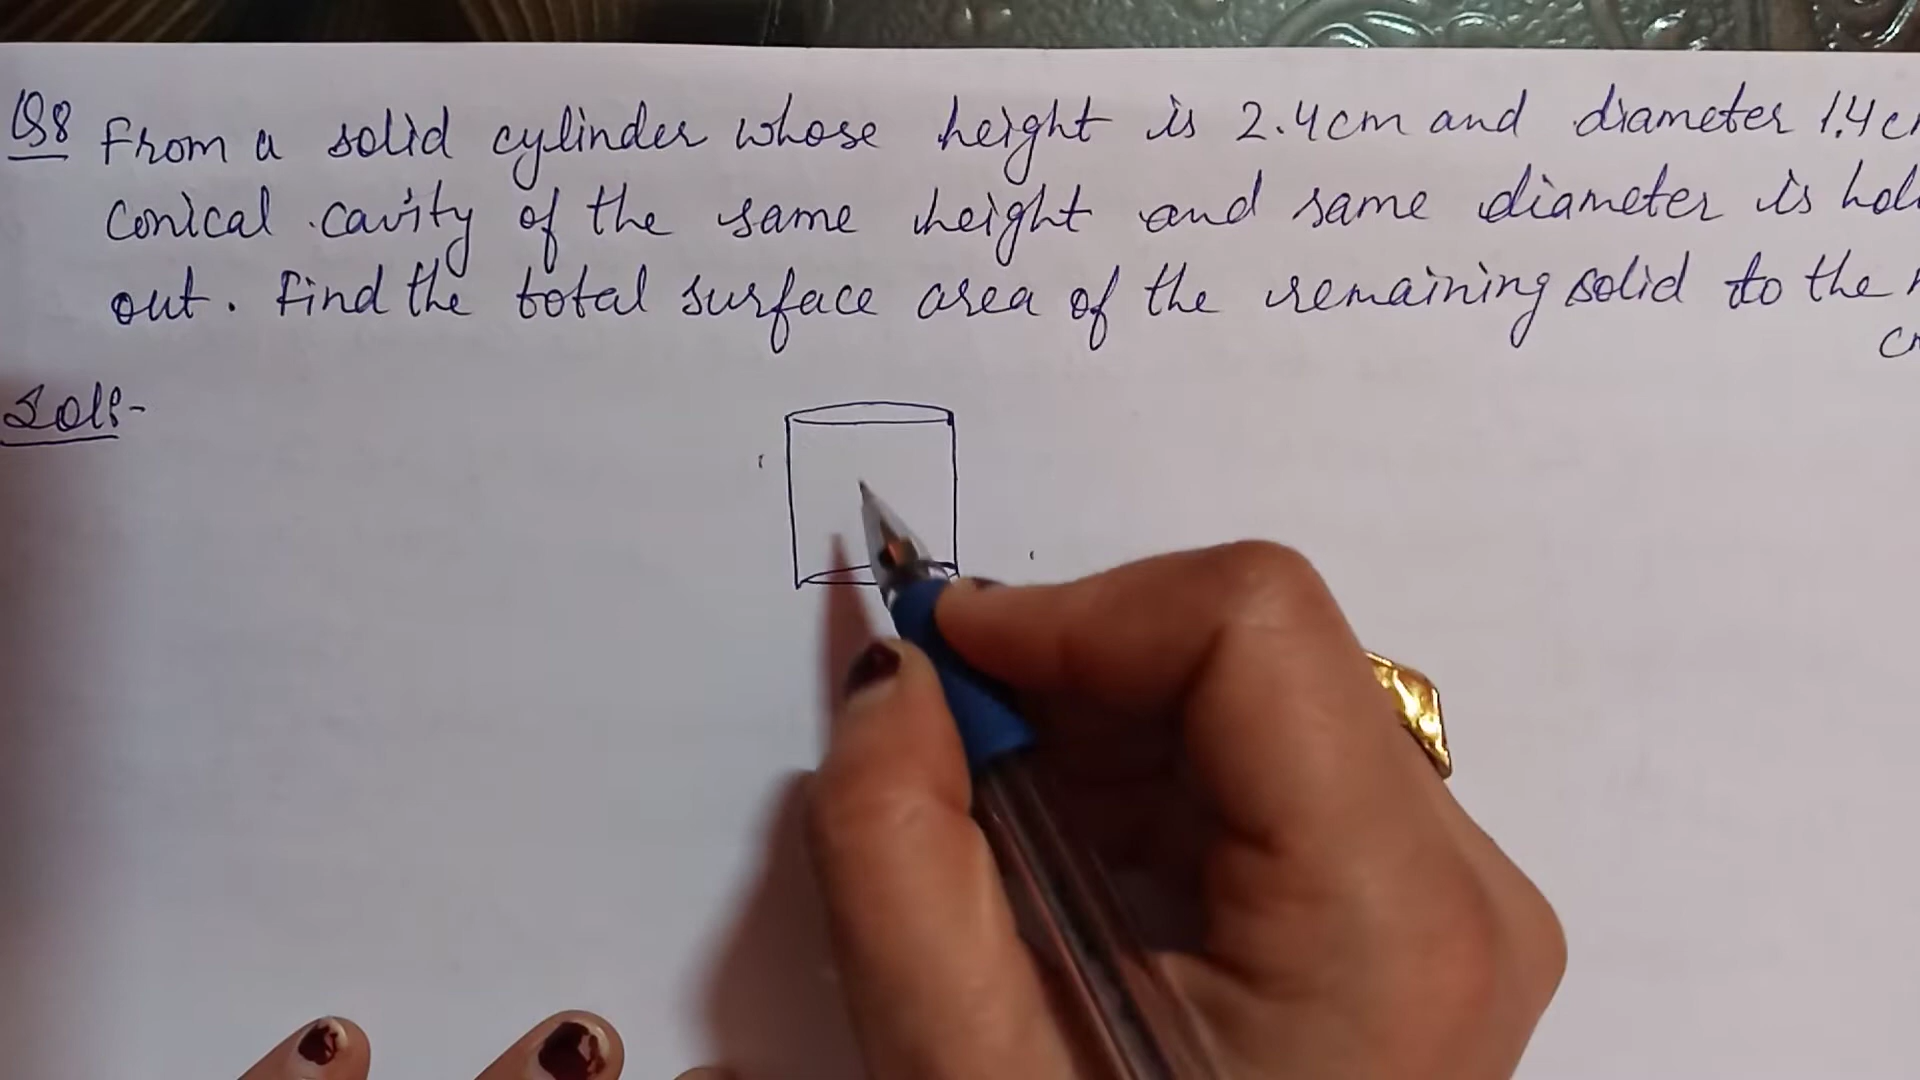 Q8 From a solid cylinder whose height is 2.4cm and diameter 1.4
Conical cavity of the same height and same diameter is
out. Find the total surface area of the remaining solid to the
Sol:-